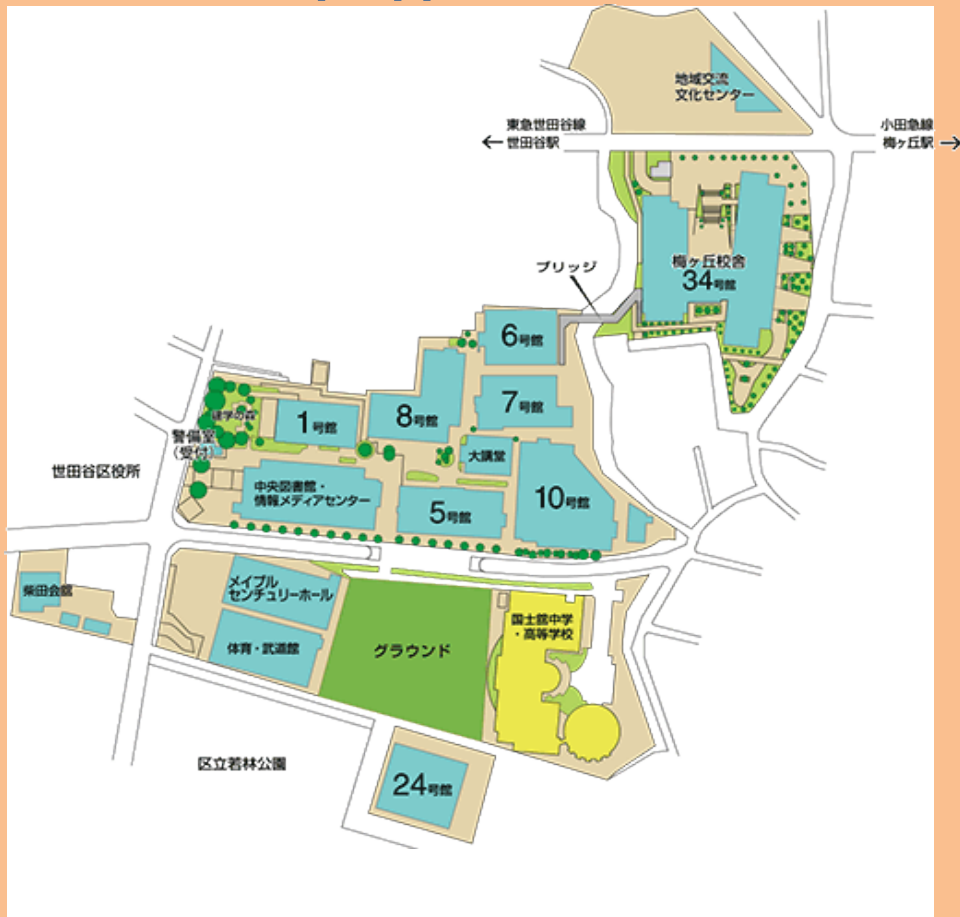 地域交流
文化センター
東急世田谷線
世田谷駅
小田急線
梅ヶ丘駅
梅ヶ丘校舎
34号館
ブリッジ
6号館
7号館
8号館
1号館
建学の森
警備室
(受付)
大講堂
世田谷区役所
中央図書館・
情報メディアセンター
5号館
10号館
柴田会館
メイプル
センチュリーホール
国士舘中学
・高等学校
体育・武道館
グラウンド
区立若林公園
24号館